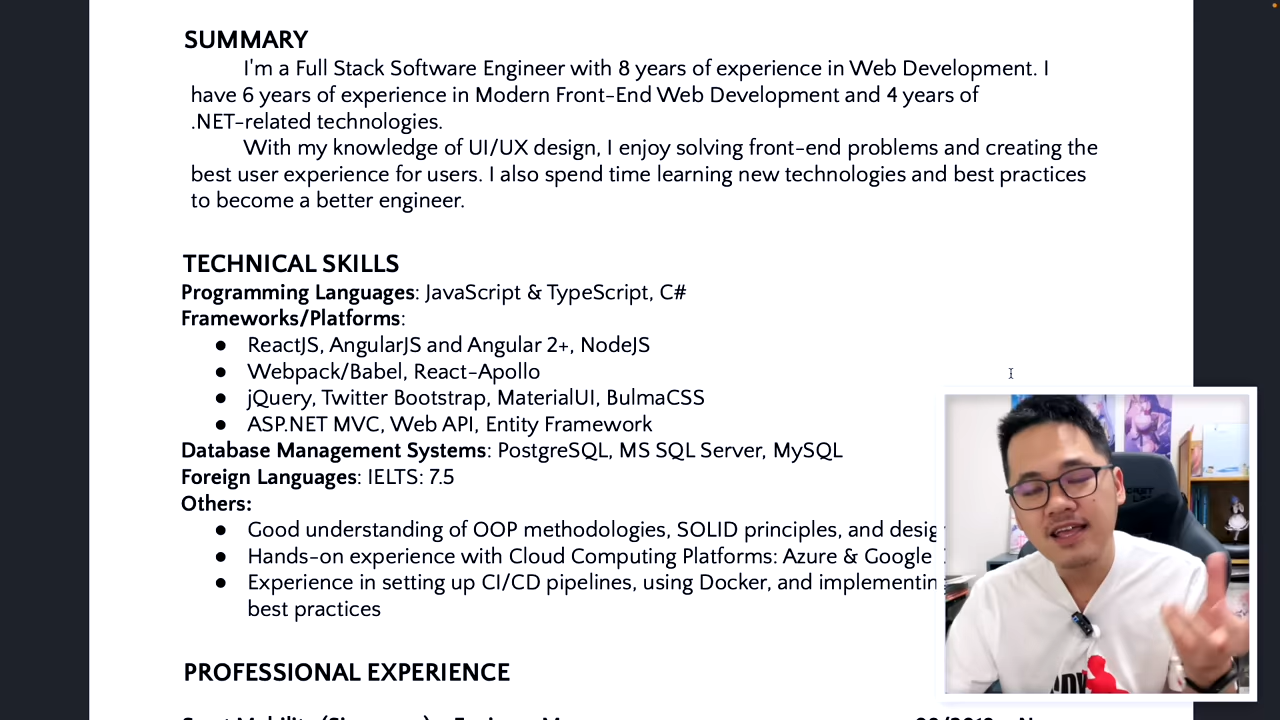 SUMMARY
I'm a Full Stack Software Engineer with 8 years of experience in Web Development. I
have 6 years of experience in Modern Front-End Web Development and 4 years of
.NET-related technologies.
With my knowledge of UI/UX design, I enjoy solving front-end problems and creating the
best user experience for users. I also spend time learning new technologies and best practices
to become a better engineer.
TECHNICAL SKILLS
Programming Languages: JavaScript & TypeScript, C#
Frameworks/Platforms:
● ReactJS, AngularJS and Angular 2+, NodeJS
● Webpack/Babel, React-Apollo
● jQuery, Twitter Bootstrap, MaterialUI, BulmaCSS
● ASP.NET MVC, Web API, Entity Framework
Database Management Systems: PostgreSQL, MS SQL Server, MySQL
Foreign Languages: IELTS: 7.5
Others:
● Good understanding of OOP methodologies, SOLID principles, and
● Hands-on experience with Cloud Computing Platforms: Azure & Google
● Experience in setting up CI/CD pipelines, using Docker, and
best practices
PROFESSIONAL EXPERIENCE